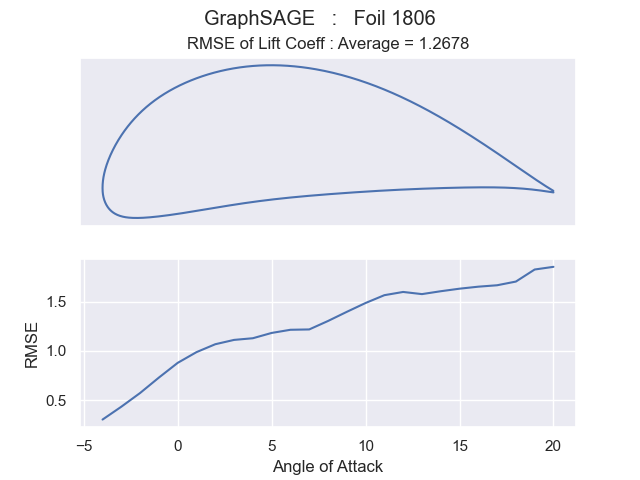 GraphSAGE   :   Foil 1806
RMSE of Lift Coeff : Average = 1.2678
RMSE
1.5
1.0
0.5
−5 0 5 10 15 20
Angle of Attack